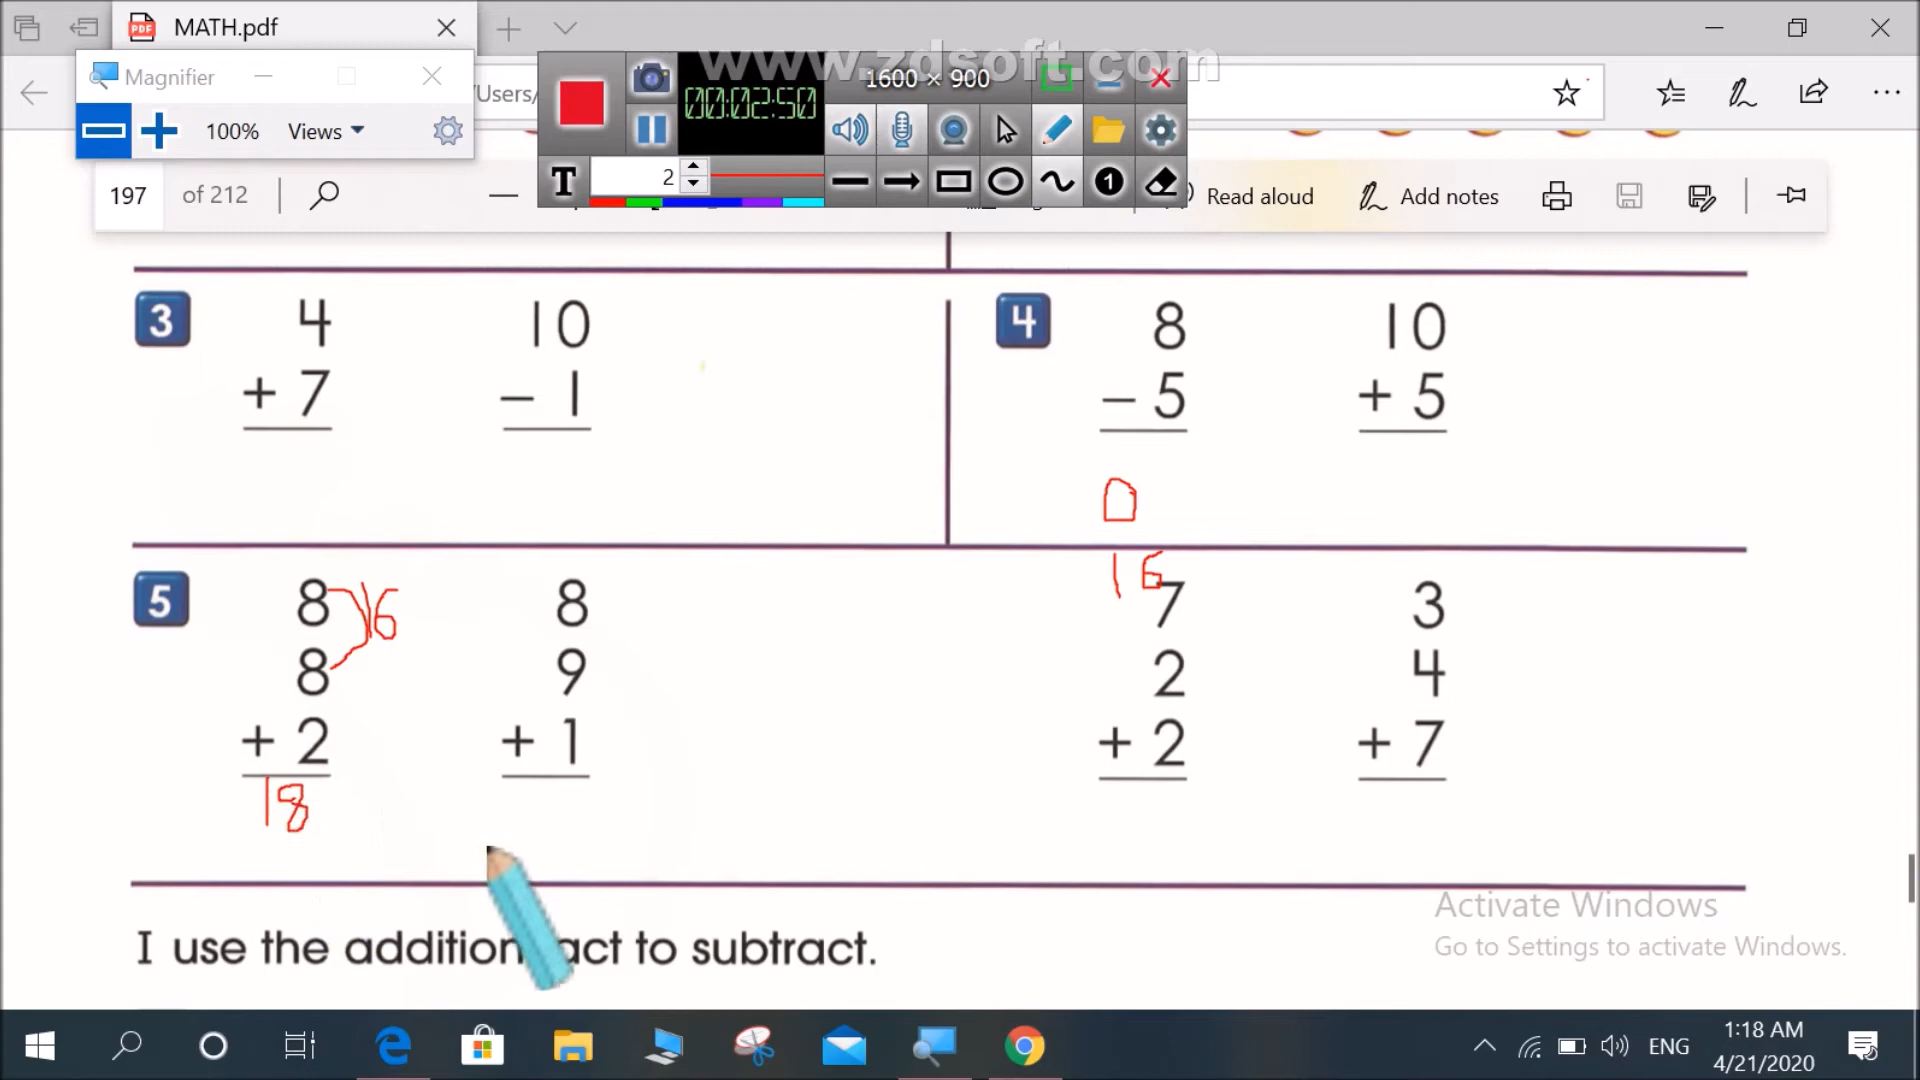 MATH.pdf
www.zdsoft.com
Magnifier
1600 × 900
00:02:50
/Users/
100% Views
T 2
1
197 of 212
Read aloud
Add notes
3
4 10
+ 7 − 1
4
8 10
− 5 + 5
16
5
8 8 7 3
16
8 9 2 4
+ 2 + 1 + 2 + 7
18
Activate Windows
Go to Settings to activate Windows.
I use the addition act to subtract.
ENG
1:18 AM
4/21/2020